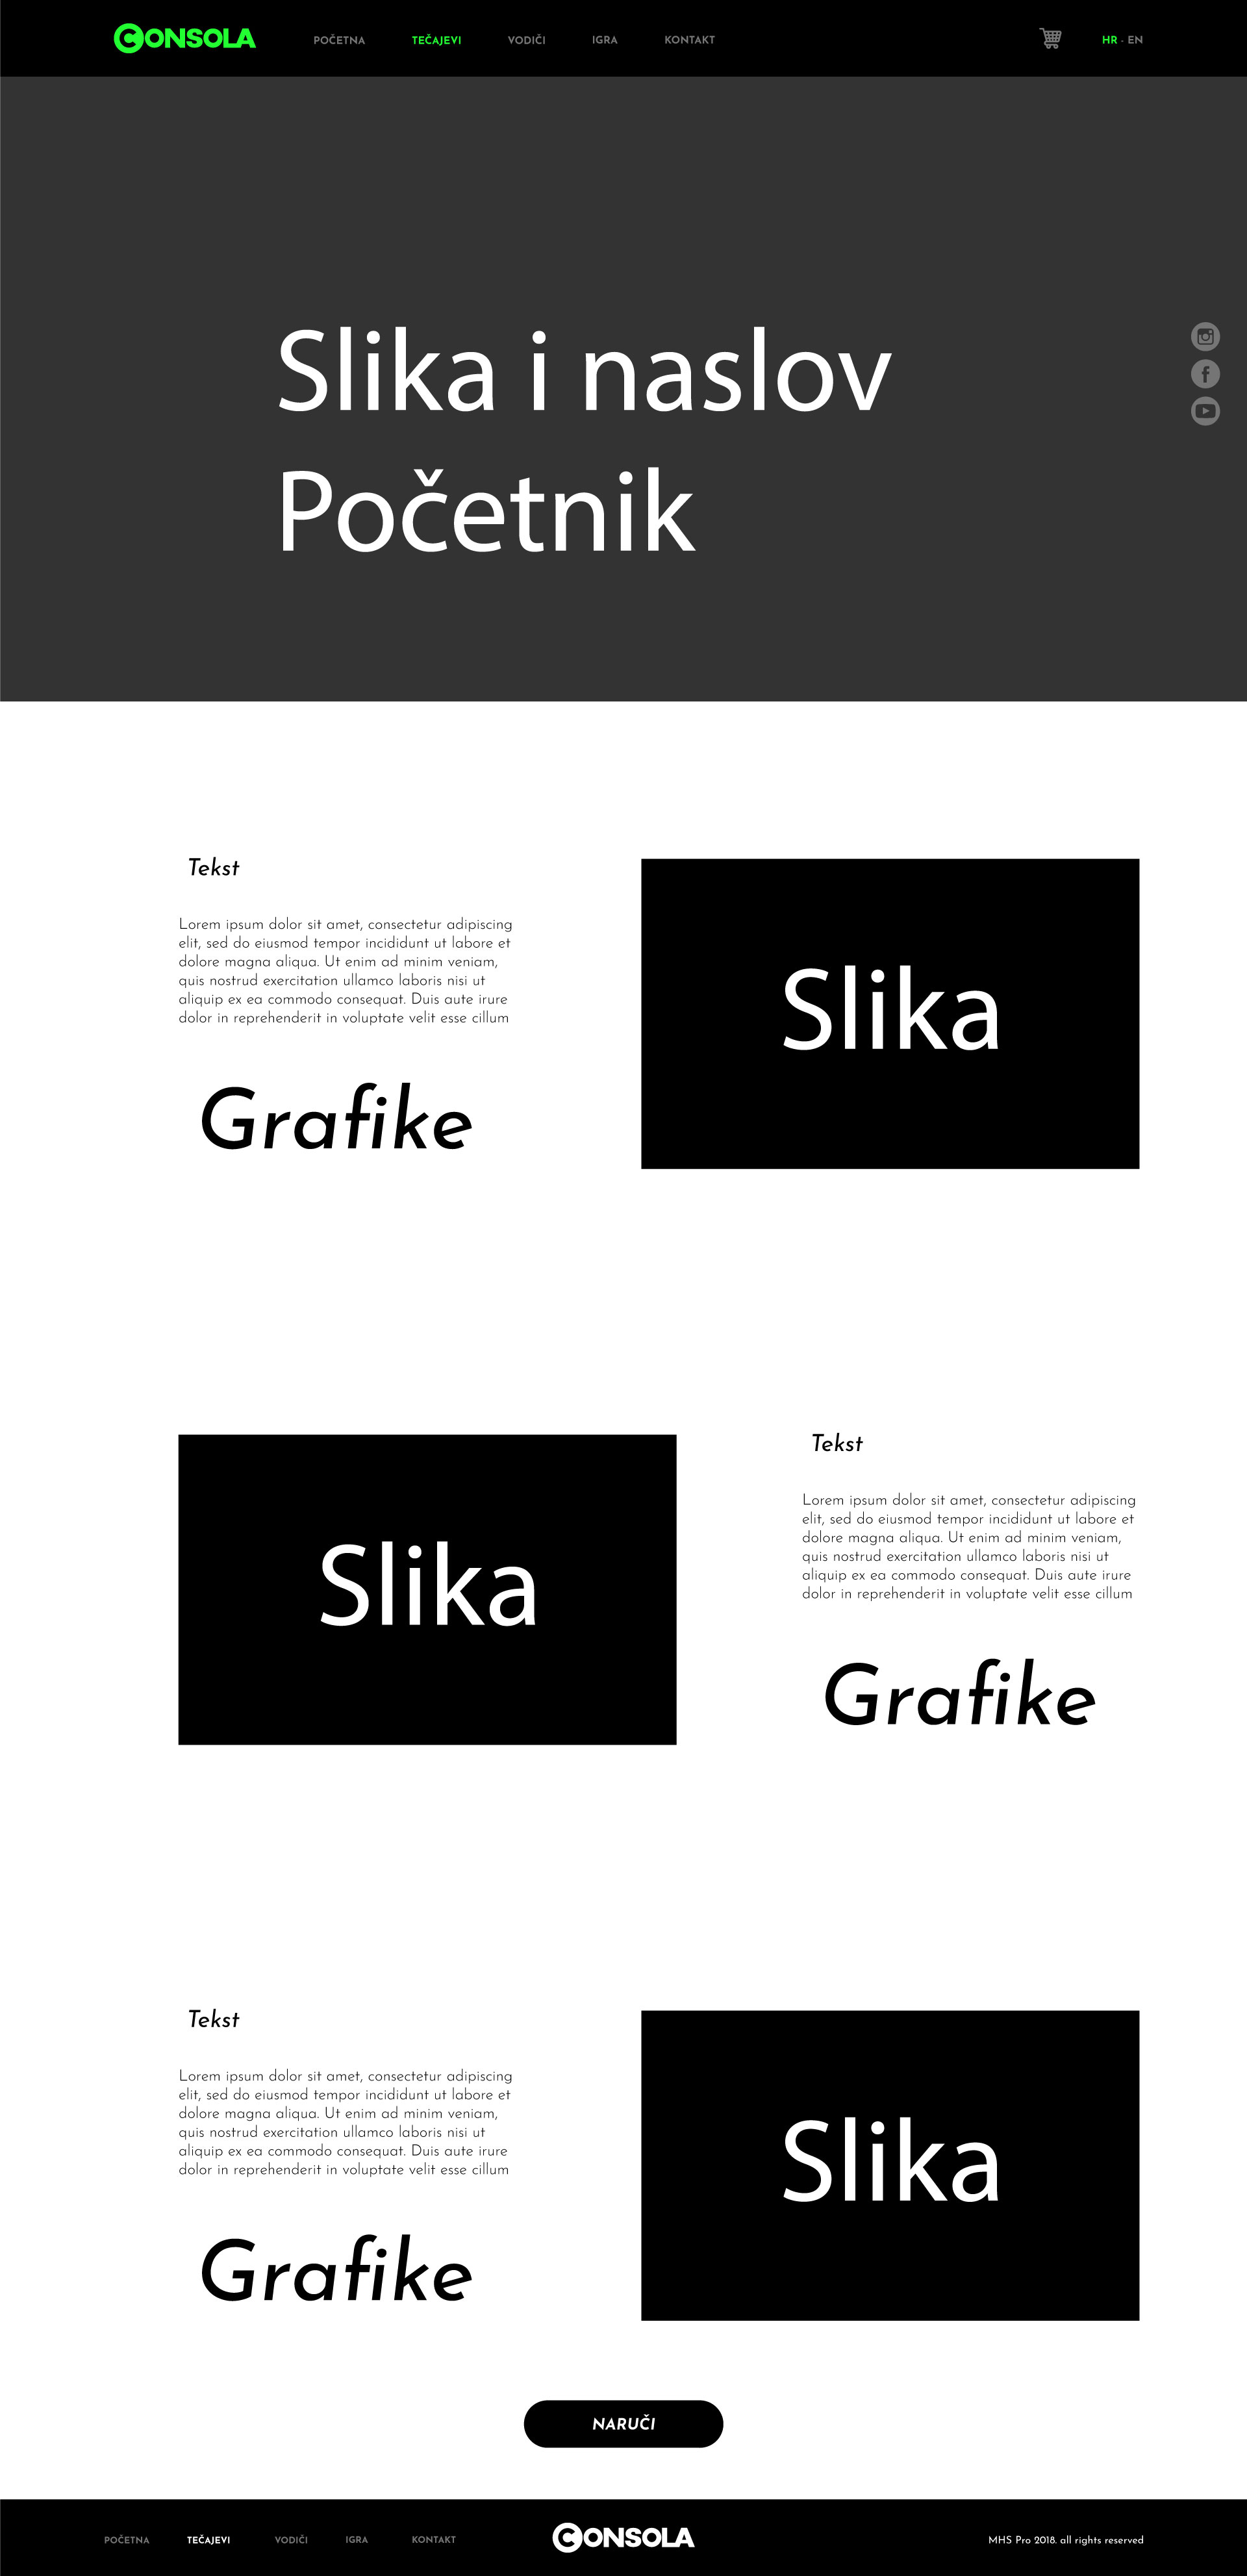 CONSOLA POČETNA TEČAJEVI VODIČI IGRA KONTAKT HR - EN
Slika i naslov
Početnik
Tekst
Lorem ipsum dolor sit amet, consectetur adipiscing
elit, sed do eiusmod tempor incididunt ut labore et
dolore magna aliqua. Ut enim ad minim veniam,
quis nostrud exercitation ullamco laboris nisi ut
aliquip ex ea commodo consequat. Duis aute irure
dolor in reprehenderit in voluptate velit esse cillum
Grafike
Slika
Slika
Tekst
Lorem ipsum dolor sit amet, consectetur adipiscing
elit, sed do eiusmod tempor incididunt ut labore et
dolore magna aliqua. Ut enim ad minim veniam,
quis nostrud exercitation ullamco laboris nisi ut
aliquip ex ea commodo consequat. Duis aute irure
dolor in reprehenderit in voluptate velit esse cillum
Grafike
Tekst
Lorem ipsum dolor sit amet, consectetur adipiscing
elit, sed do eiusmod tempor incididunt ut labore et
dolore magna aliqua. Ut enim ad minim veniam,
quis nostrud exercitation ullamco laboris nisi ut
aliquip ex ea commodo consequat. Duis aute irure
dolor in reprehenderit in voluptate velit esse cillum
Grafike
Slika
NARUČI
POČETNA TEČAJEVI VODIČI IGRA KONTAKT CONSOLA MHS Pro 2018. all rights reserved